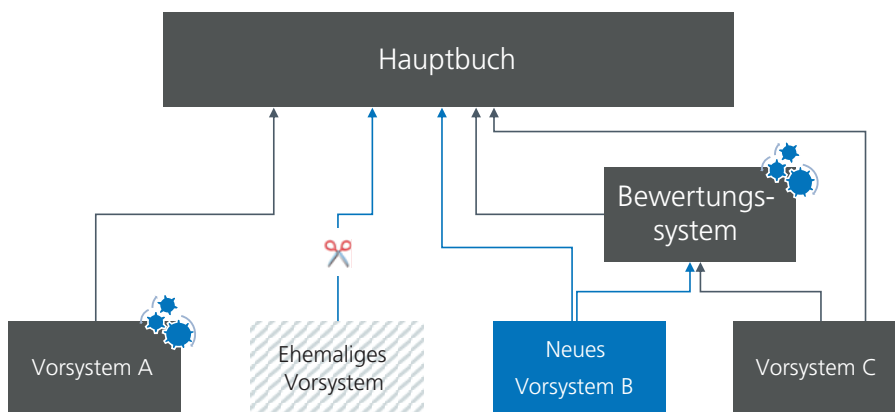 Hauptbuch
Bewertungs-
system
Vorsystem A
Ehemaliges
Vorsystem
Neues
Vorsystem B
Vorsystem C